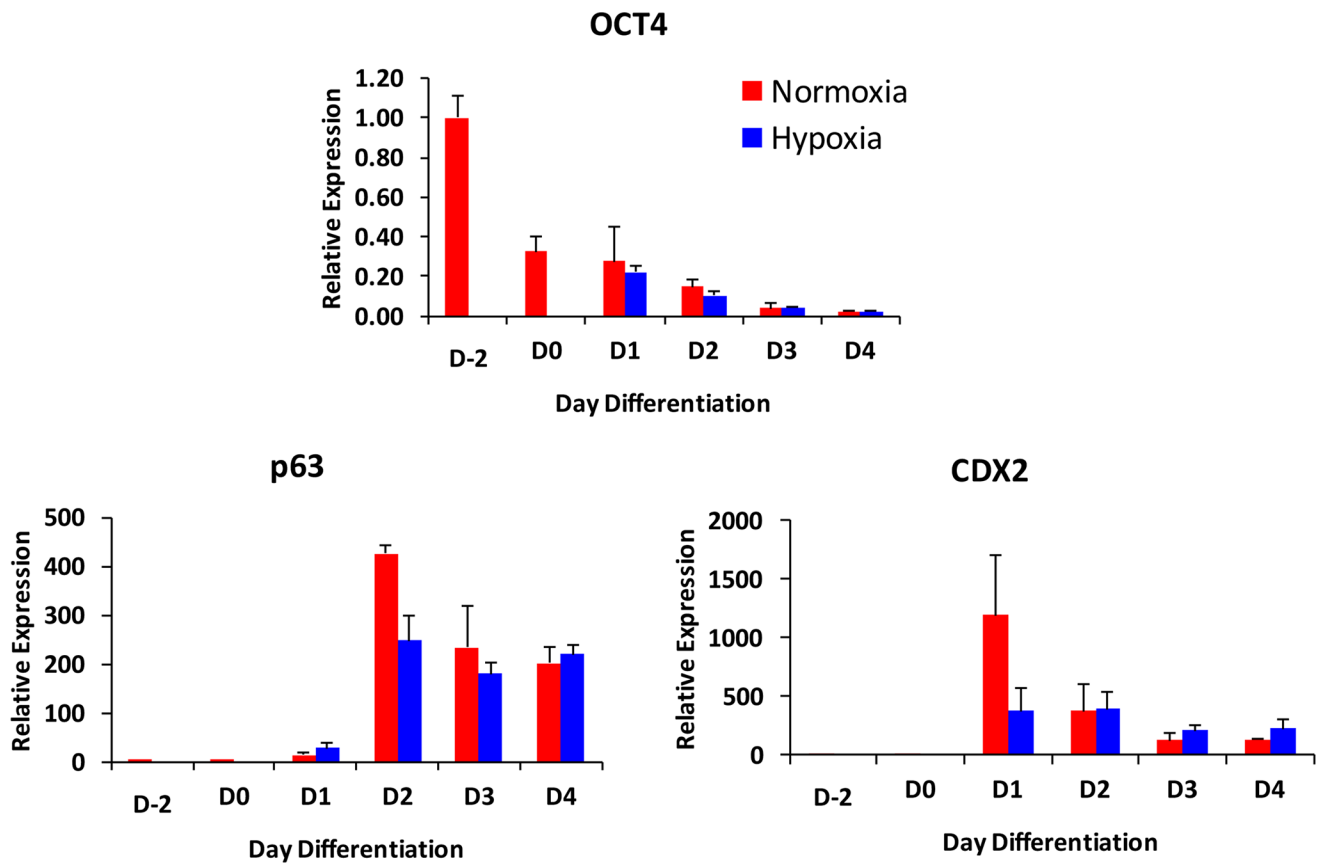 OCT4
Normoxia
Hypoxia
Relative Expression
1.20
1.00
0.80
0.60
0.40
0.20
0.00
D-2 D0 D1 D2 D3 D4
Day Differentiation
p63
Relative Expression
500
400
300
200
100
0
D-2 D0 D1 D2 D3 D4
Day Differentiation
CDX2
Relative Expression
2000
1500
1000
500
0
D-2 D0 D1 D2 D3 D4
Day Differentiation